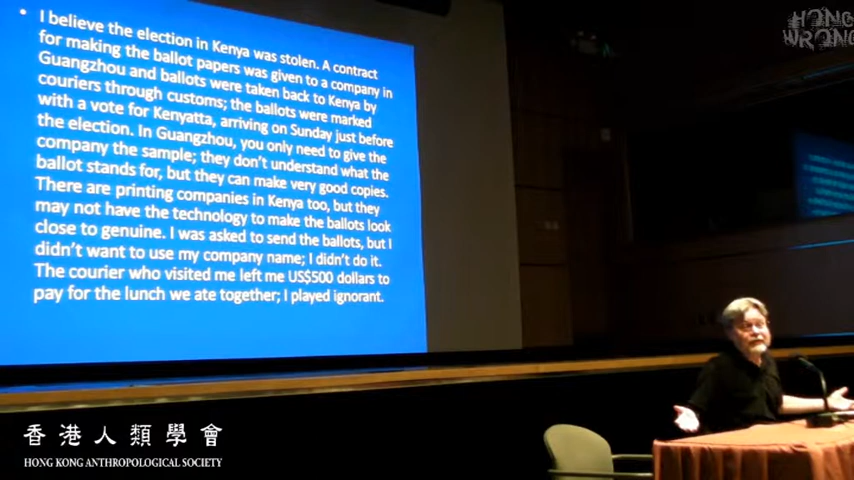 • I believe the election in Kenya was stolen. A contract
for making the ballot papers was given to a company in
Guangzhou and ballots were taken back to Kenya by
couriers through customs; the ballots were marked
with a vote for Kenyatta, arriving on Sunday just before
the election. In Guangzhou, you only need to give the
company the sample; they don't understand what the
ballot stands for, but they can make very good copies.
There are printing companies in Kenya too, but they
may not have the technology to make the ballots look
close to genuine. I was asked to send the ballots, but I
didn't want to use my company name; I didn't do it.
The courier who visited me left me US$500 dollars to
pay for the lunch we ate together; I played ignorant.
HONG
WRONG
香港人類學會
HONG KONG ANTHROPOLOGICAL SOCIETY